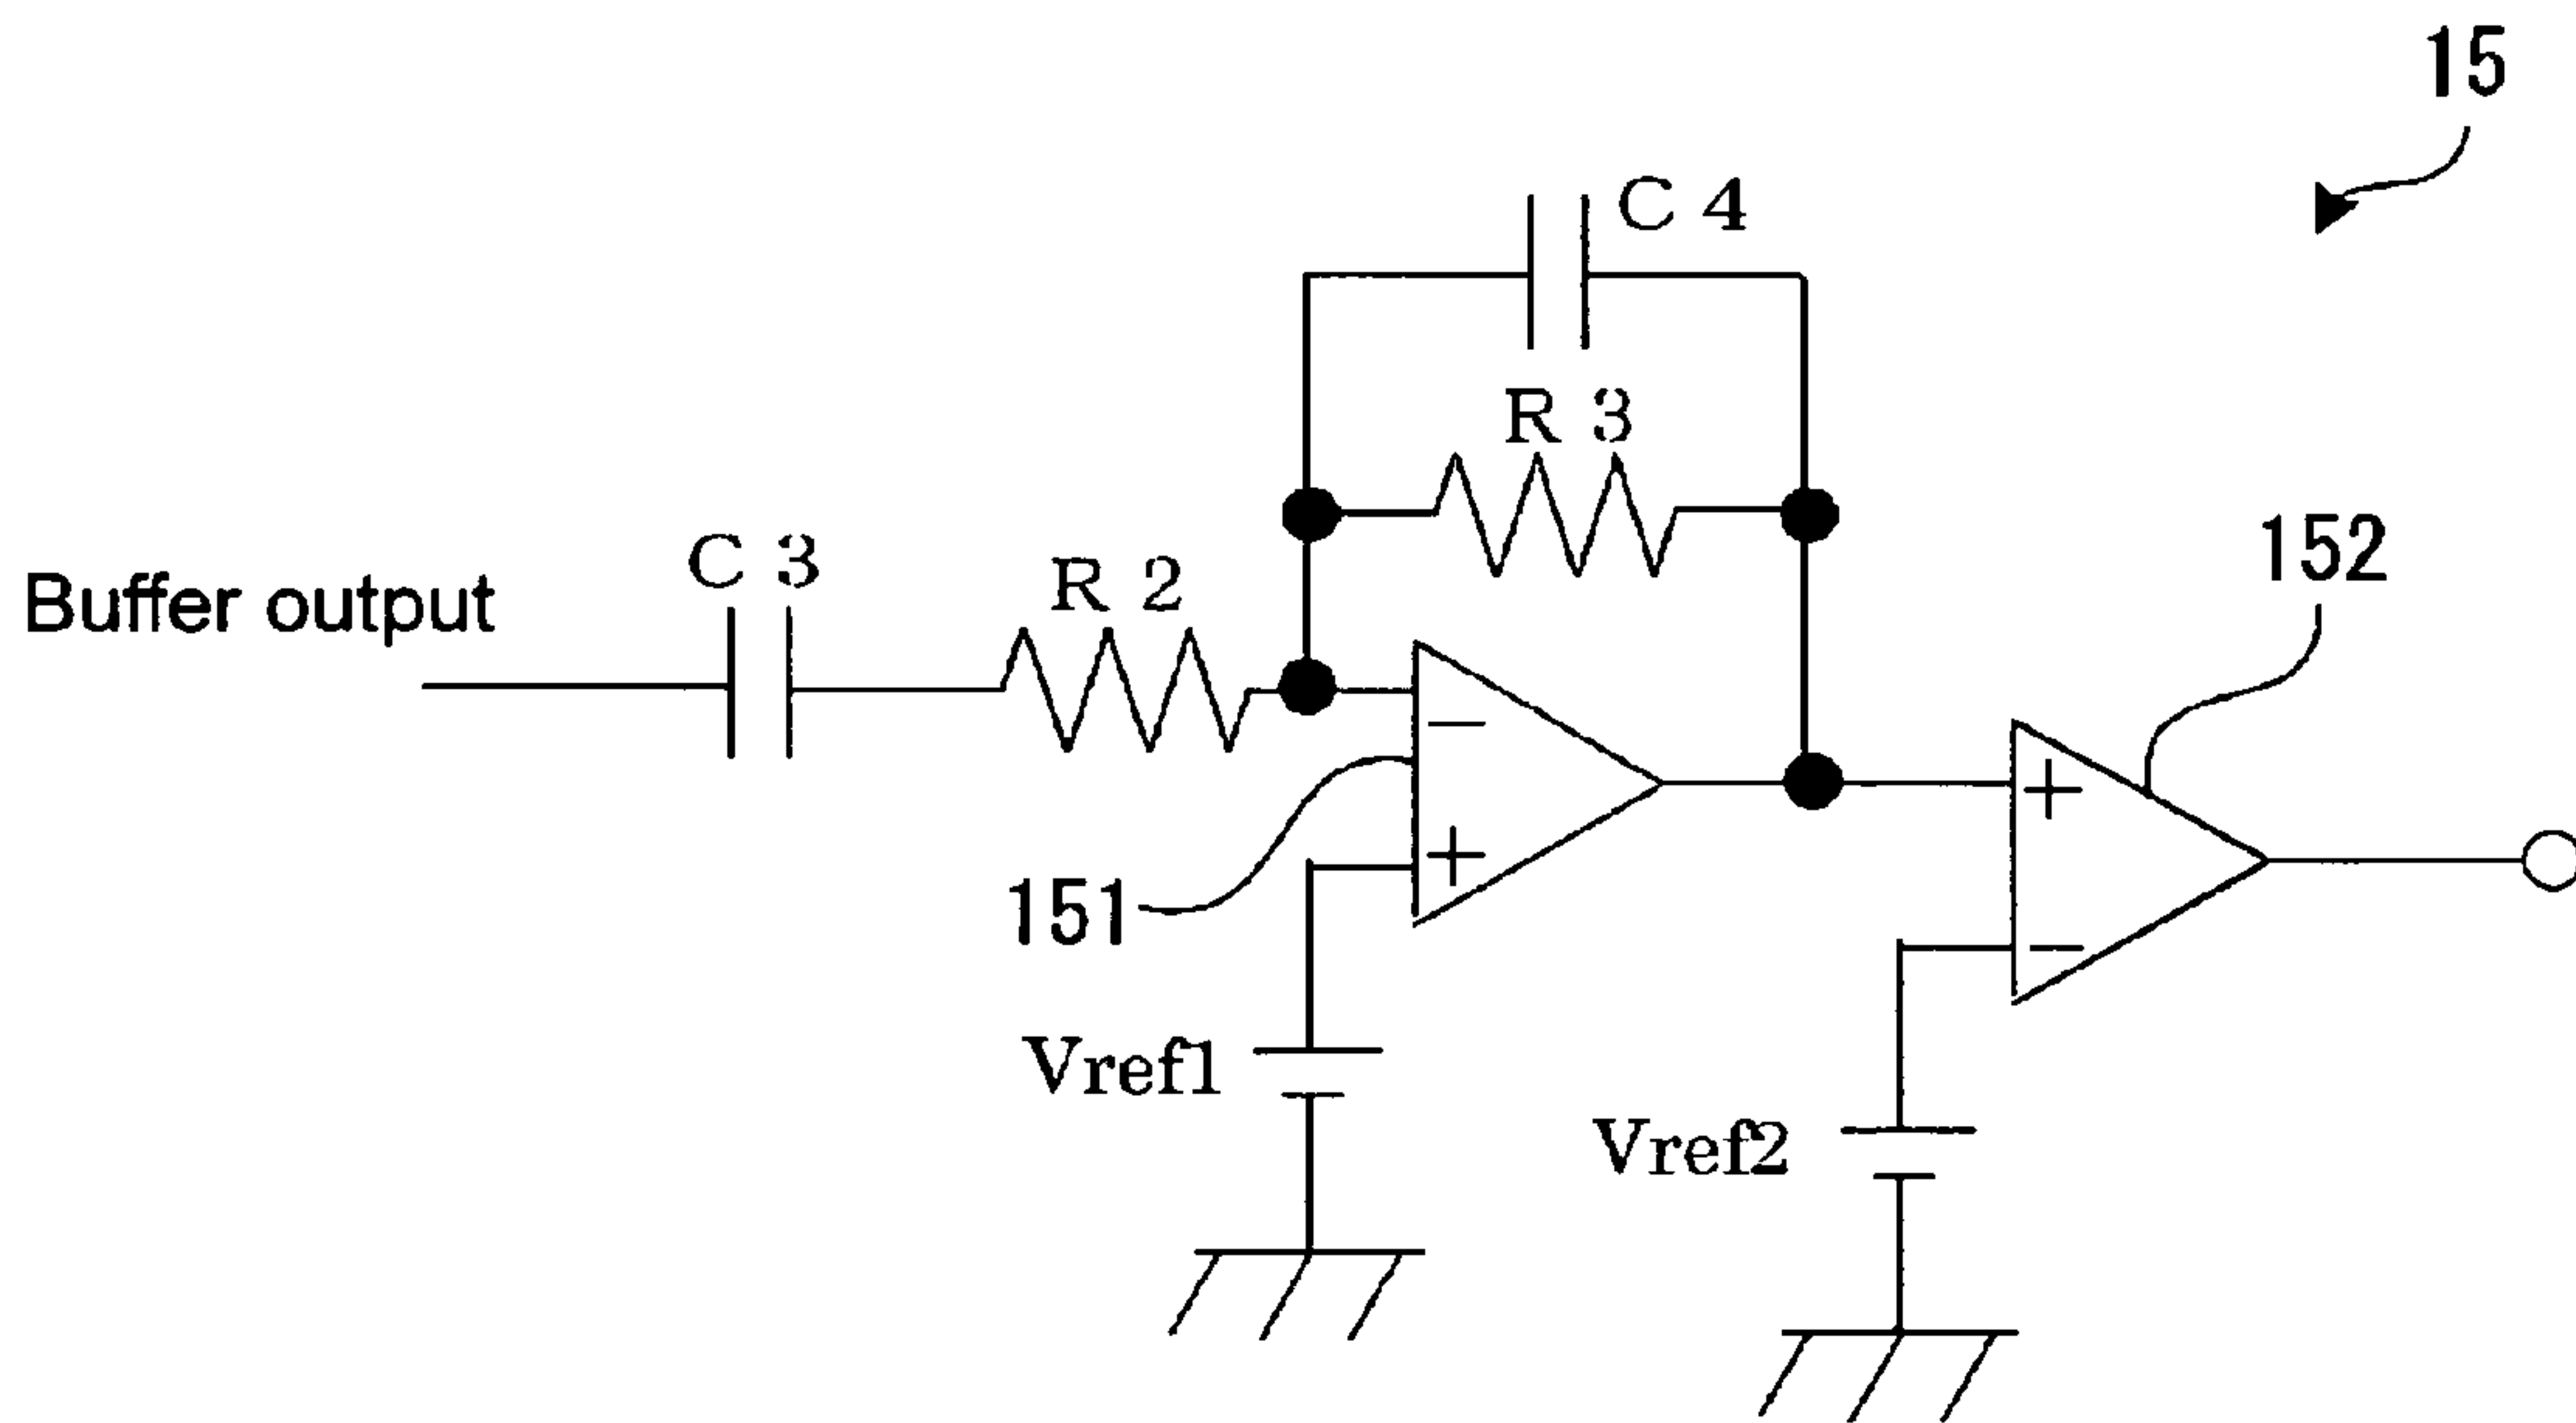 15
C 4
R 3
152
C 3
R 2
Buffer output
−
+
151
+
−
Vref1
Vref2